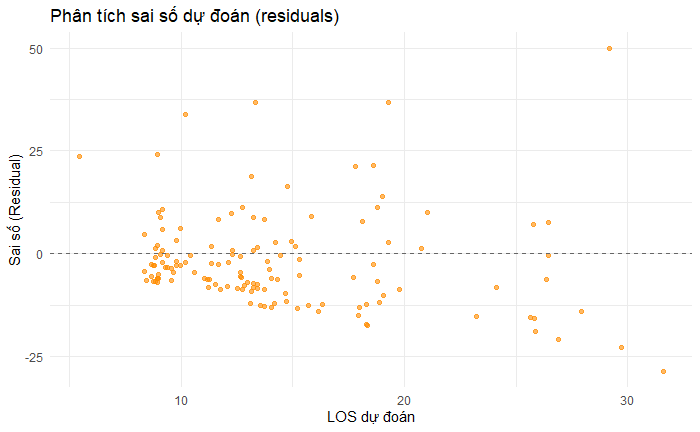 Phân tích sai số dự đoán (residuals)
Sai số (Residual)
50
25
0
-25
10
20
30
LOS dự đoán